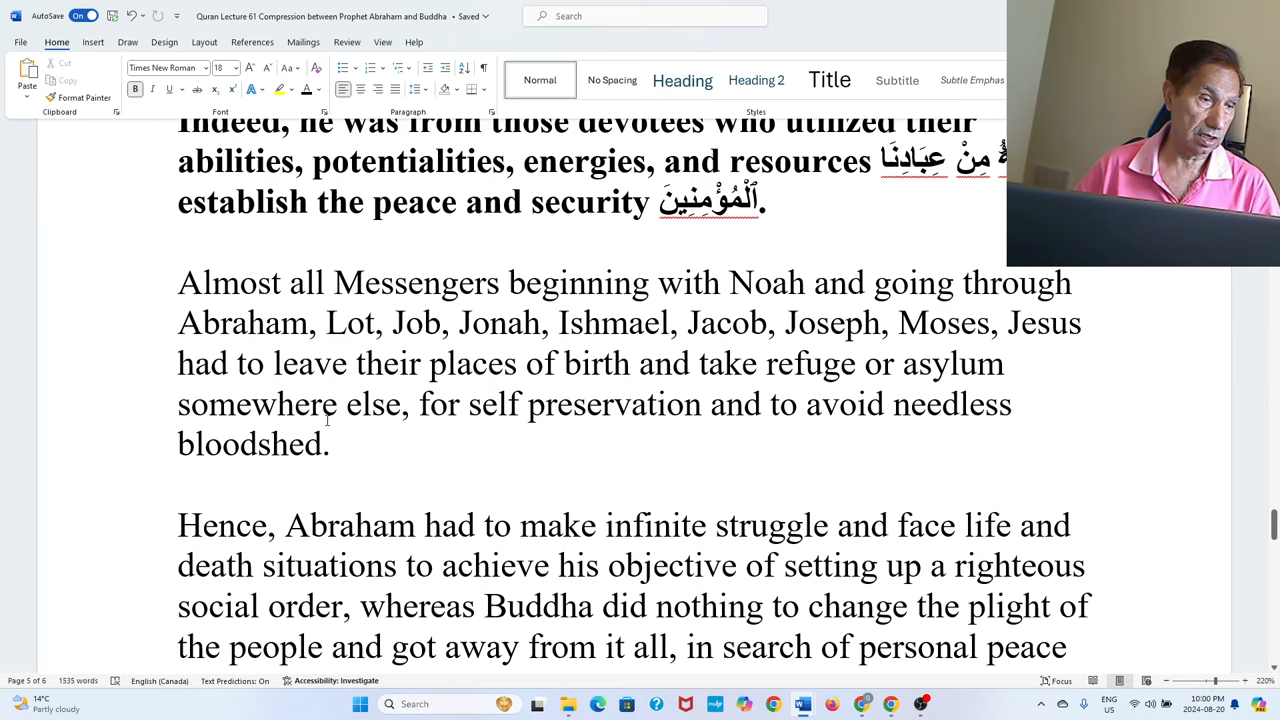 AutoSave On Quran Lecture 61 Compression between Prophet Abraham and Buddha • Saved Search
File Home Insert Draw Design Layout References Mailings Review View Help
Paste Cut Copy Format Painter Times New Roman 18 Normal No Spacing Heading Heading 2 Title Subtitle Subtle Emphas
Clipboard Font Paragraph Styles
Indeed, he was from those devotees who utilized their
abilities, potentialities, energies, and resources مِنْ عِبَادِنَا
establish the peace and security ٱلْمُؤْمِنِينَ.
Almost all Messengers beginning with Noah and going through
Abraham, Lot, Job, Jonah, Ishmael, Jacob, Joseph, Moses, Jesus
had to leave their places of birth and take refuge or asylum
somewhere else, for self preservation and to avoid needless
bloodshed.
Hence, Abraham had to make infinite struggle and face life and
death situations to achieve his objective of setting up a righteous
social order, whereas Buddha did nothing to change the plight of
the people and got away from it all, in search of personal peace
Page 5 of 6 1535 words English (Canada) Text Predictions: On Accessibility: Investigate Focus 220%
14°C Partly cloudy Search ENG US 10:00 PM 2024-08-20